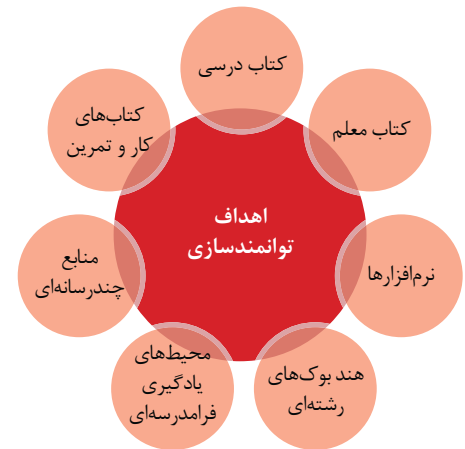 کتاب درسی
کتاب معلم
نرم‌افزارها
هند بوک‌های
رشته‌ای
محیط‌های
یادگیری
فرامدرسه‌ای
منابع
چندرسانه‌ای
کتاب‌های
کار و تمرین
اهداف
توانمندسازی